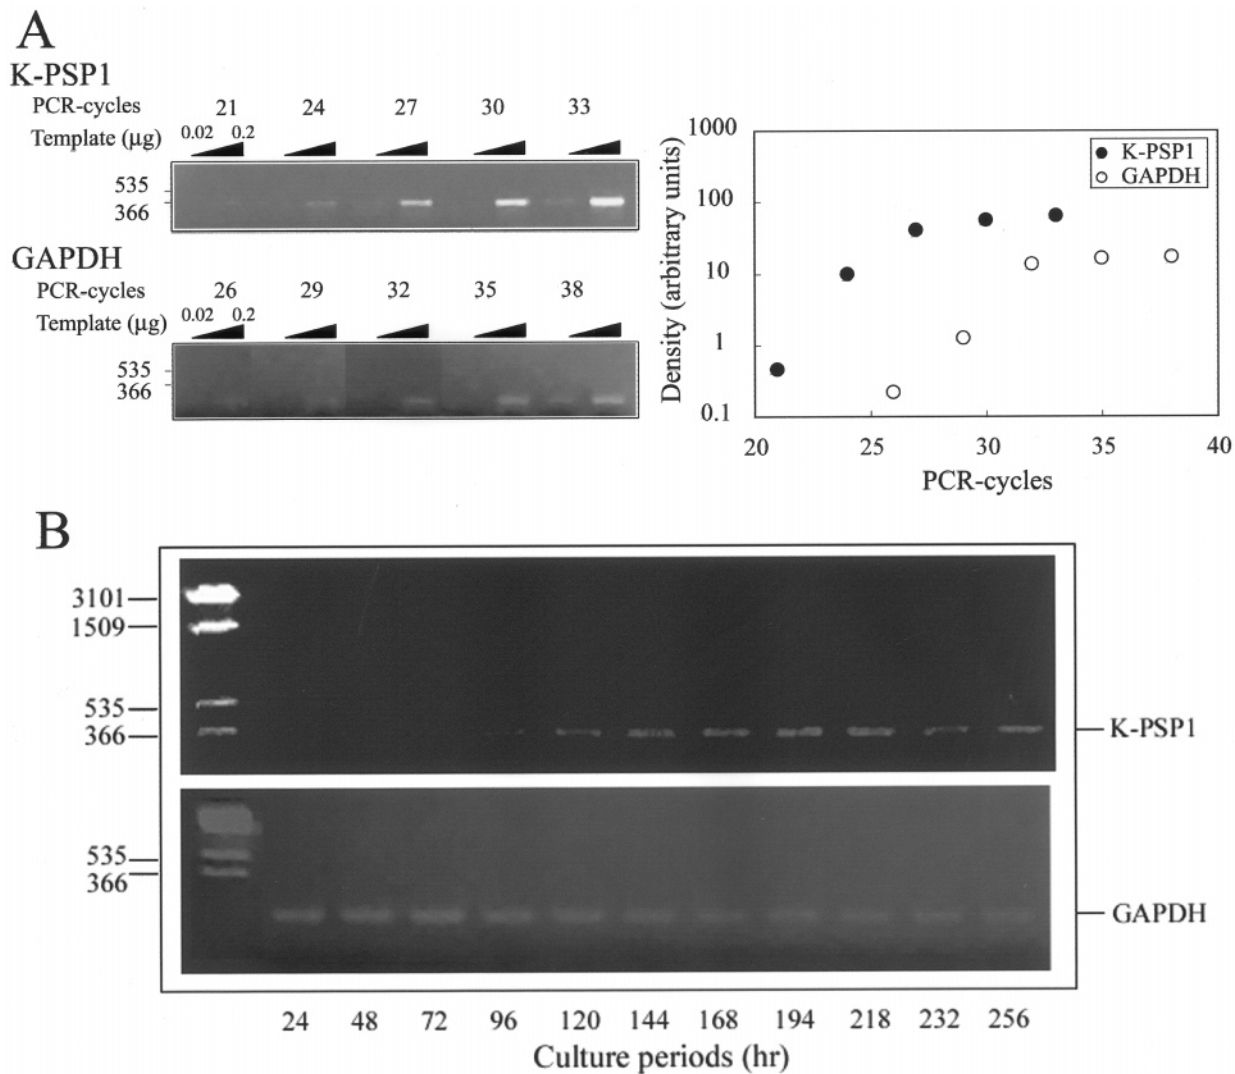 A
K-PSP1
PCR-cycles 21 24 27 30 33
Template (μg) 0.02 0.2
535
366
GAPDH
PCR-cycles 26 29 32 35 38
Template (μg) 0.02 0.2
535
366
Density (arbitrary units)
1000
100
10
1
0.1
K-PSP1
GAPDH
20 25 30 35 40
PCR-cycles
B
3101
1509
535
366
K-PSP1
535
366
GAPDH
24 48 72 96 120 144 168 194 218 232 256
Culture periods (hr)